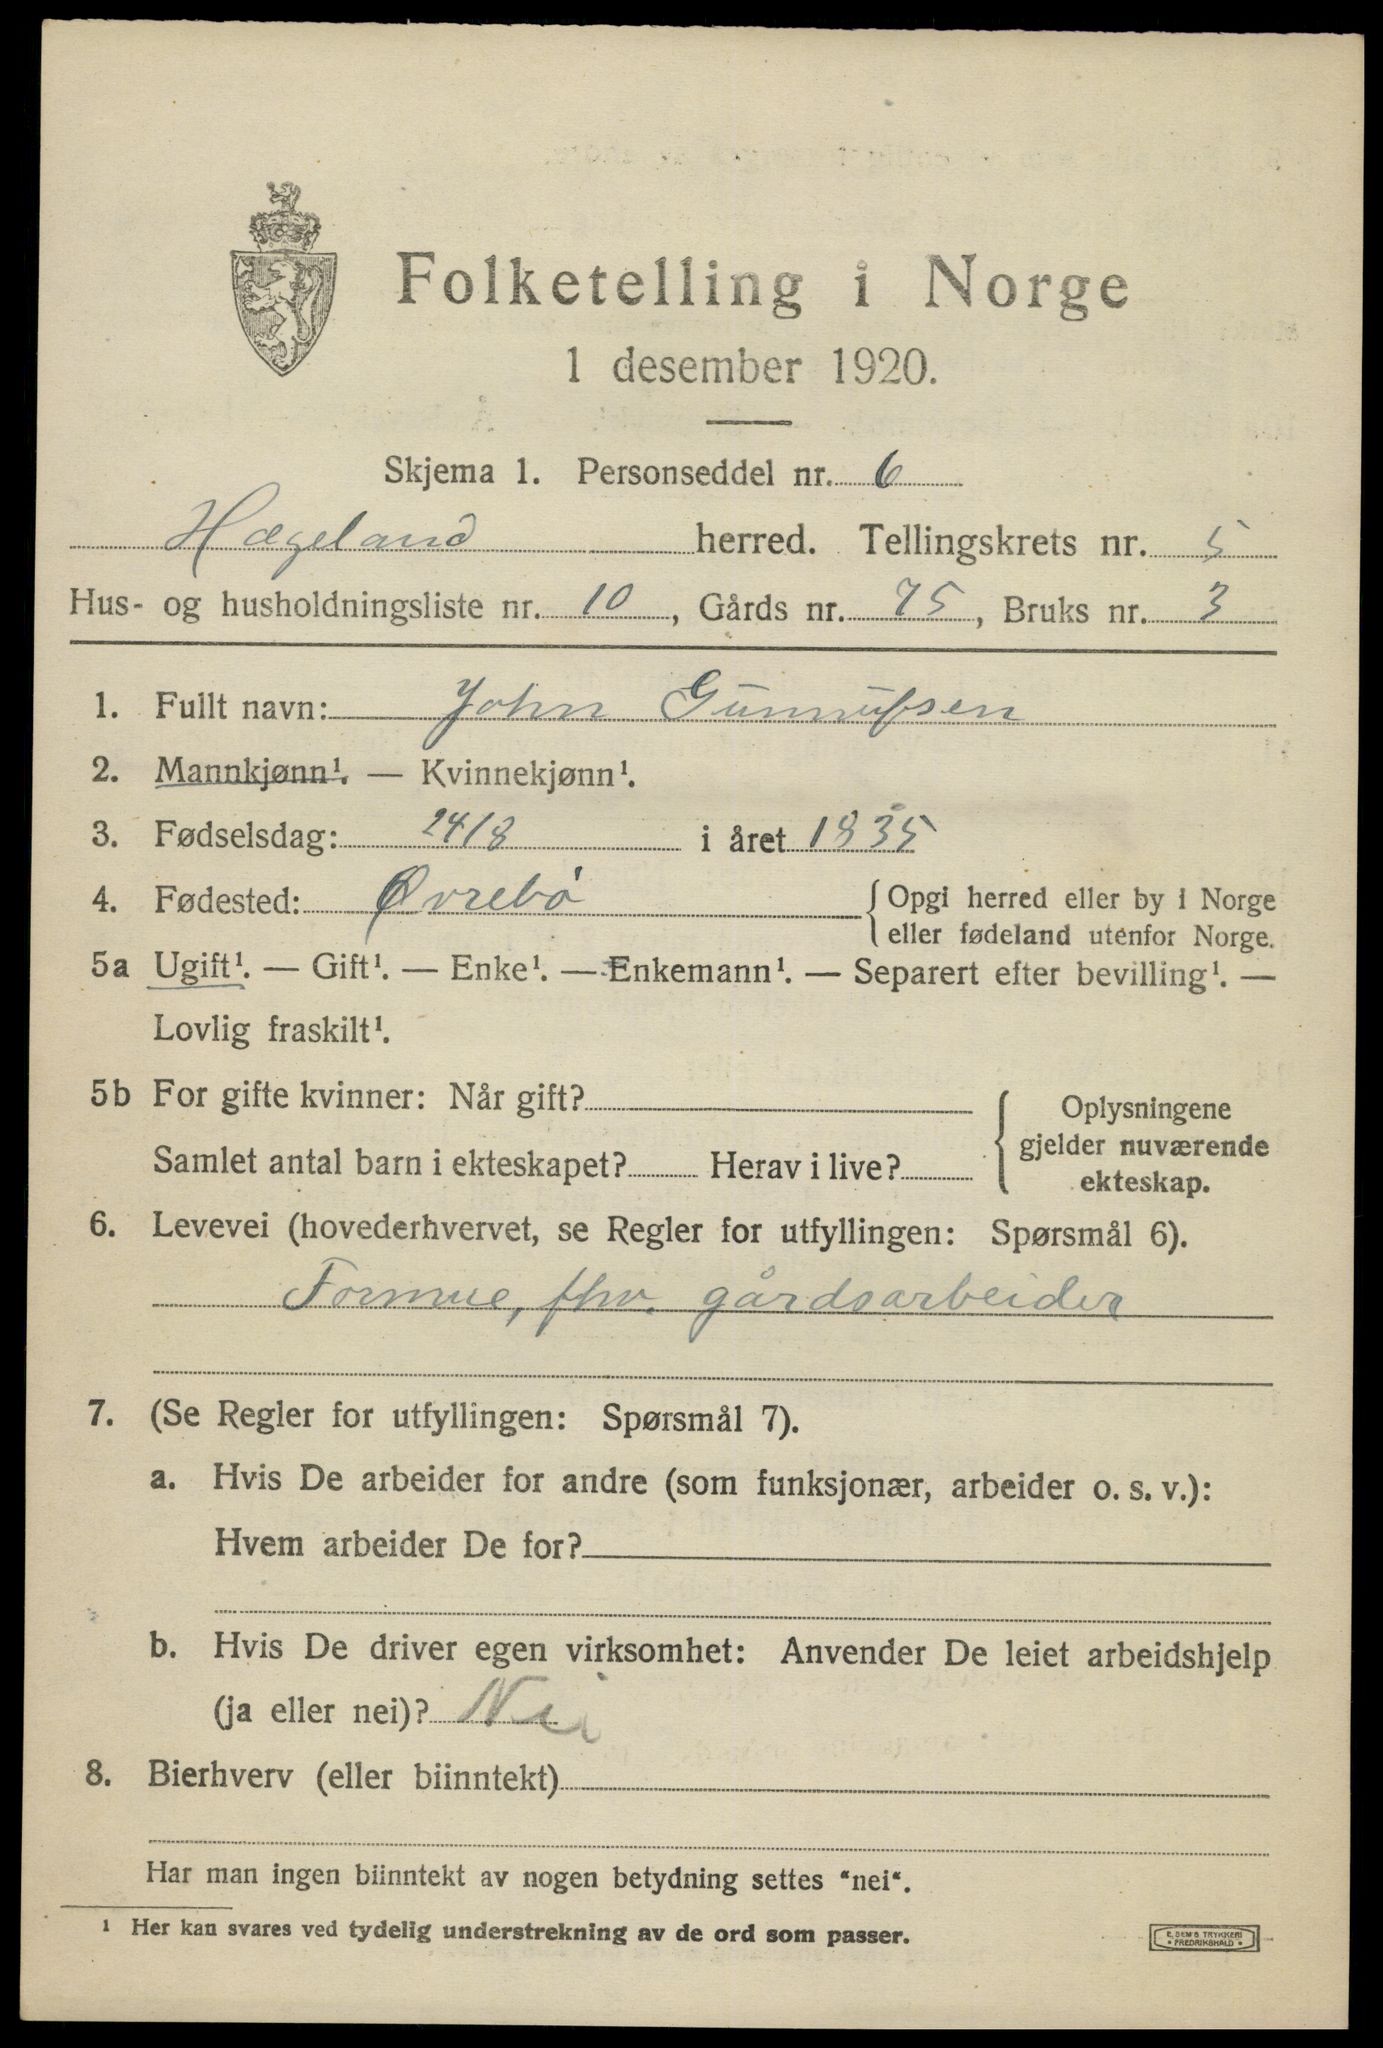 Folketelling i Norge
1 desember 1920.
Skjema 1. Personseddel nr. 6
Hægeland herred. Tellingskrets nr. 5
Hus- og husholdningsliste nr. 10, Gårds nr. 75, Bruks nr. 3
1. Fullt navn: John Gunnufsen
2. Mannkjønn¹. — Kvinnekjønn¹.
3. Fødselsdag: 24/8 i året 1835
4. Fødested: Øvrebö { Opgi herred eller by i Norge
eller fødeland utenfor Norge.
5a Ugift¹. — Gift¹. — Enke¹. — Enkemann¹. — Separert efter bevilling¹. —
Lovlig fraskilt¹.
5b For gifte kvinner: Når gift? { Oplysningene
gjelder nuværende
Samlet antal barn i ekteskapet? Herav i live? ekteskap.
6. Levevei (hovederhvervet, se Regler for utfyllingen: Spørsmål 6).
Formue, fhv. gårdsarbeider
7. (Se Regler for utfyllingen: Spørsmål 7).
a. Hvis De arbeider for andre (som funksjonær, arbeider o. s. v.):
Hvem arbeider De for?
b. Hvis De driver egen virksomhet: Anvender De leiet arbeidshjelp
(ja eller nei)? Nei
8. Bierhverv (eller biinntekt)
Har man ingen biinntekt av nogen betydning settes "nei".
¹ Her kan svares ved tydelig understrekning av de ord som passer.
E. SEM'S TRYKKERI
• FREDRIKSHALD •